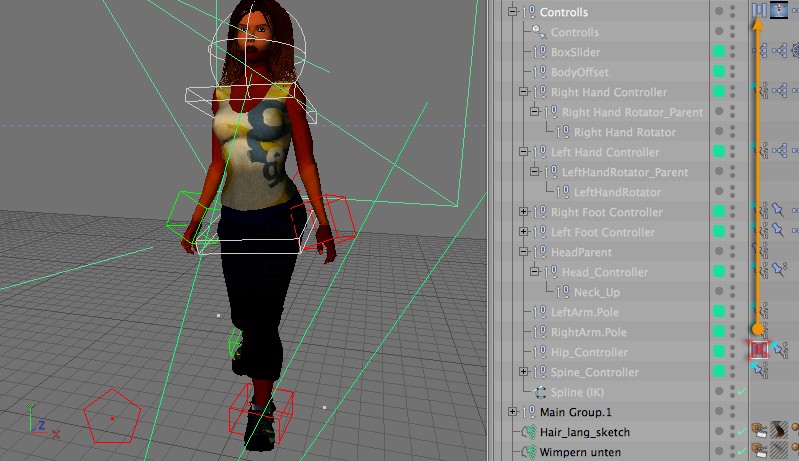 Controlls
Controlls
BoxSlider
BodyOffset
Right Hand Controller
Right Hand Rotator_Parent
Right Hand Rotator
Left Hand Controller
LeftHandRotator_Parent
LeftHandRotator
Right Foot Controller
Left Foot Controller
HeadParent
Head_Controller
Neck_Up
LeftArm.Pole
RightArm.Pole
Hip_Controller
Spine_Controller
Spline (IK)
Main Group.1
Hair_lang_sketch
Wimpern unten
Y
Z
X